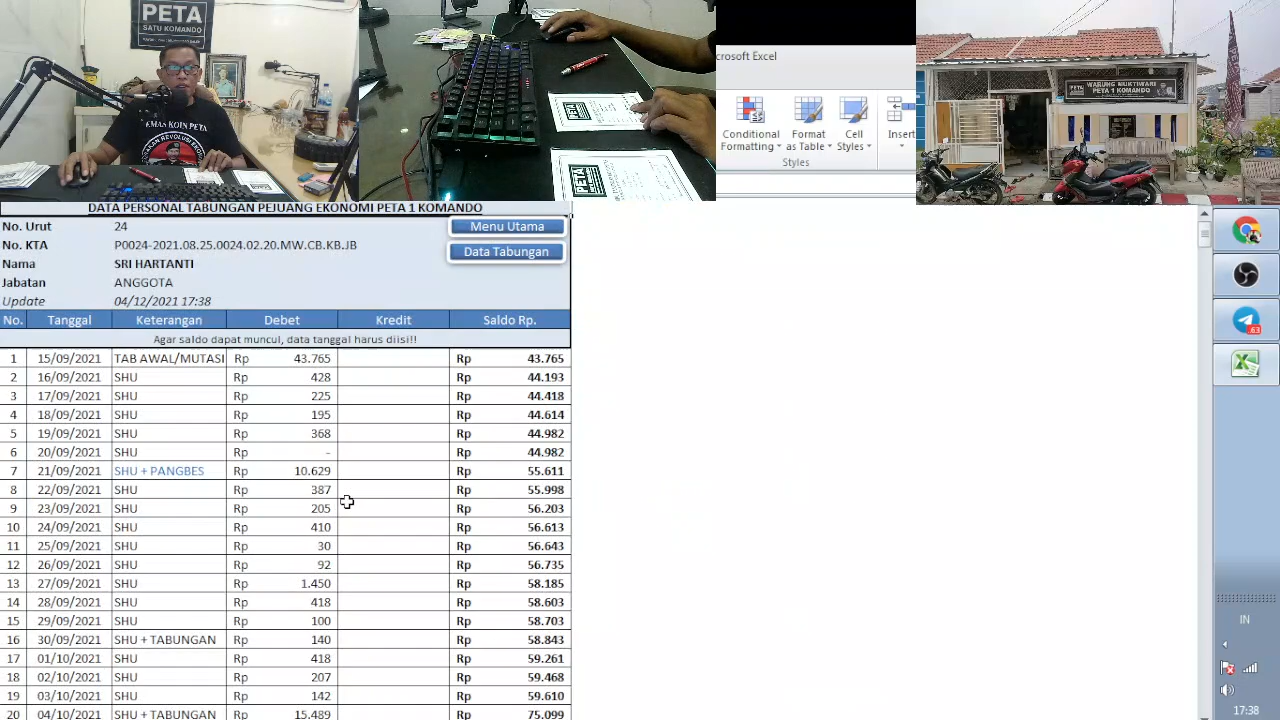 PETA
SATU KOMANDO
EMAS KOIN PETA
PETA
PETA
crosoft Excel
Conditional
Formatting
Format
as Table
Cell
Styles
Insert
Styles
PETA
WARUNG MUKTIWARI
PETA 1 KOMANDO
DATA PERSONAL TABUNGAN PEJUANG EKONOMI PETA 1 KOMANDO
No. Urut 24
Menu Utama
No. KTA P0024-2021.08.25.0024.02.20.MW.CB.KB.JB
Data Tabungan
Nama SRI HARTANTI
Jabatan ANGGOTA
Update 04/12/2021 17:38
No. Tanggal Keterangan Debet Kredit Saldo Rp.
Agar saldo dapat muncul, data tanggal harus diisi!!
1 15/09/2021 TAB AWAL/MUTASI Rp 43.765 Rp 43.765
2 16/09/2021 SHU Rp 428 Rp 44.193
3 17/09/2021 SHU Rp 225 Rp 44.418
4 18/09/2021 SHU Rp 195 Rp 44.614
5 19/09/2021 SHU Rp 368 Rp 44.982
6 20/09/2021 SHU Rp - Rp 44.982
7 21/09/2021 SHU + PANGBES Rp 10.629 Rp 55.611
8 22/09/2021 SHU Rp 387 Rp 55.998
9 23/09/2021 SHU Rp 205 Rp 56.203
10 24/09/2021 SHU Rp 410 Rp 56.613
11 25/09/2021 SHU Rp 30 Rp 56.643
12 26/09/2021 SHU Rp 92 Rp 56.735
13 27/09/2021 SHU Rp 1.450 Rp 58.185
14 28/09/2021 SHU Rp 418 Rp 58.603
15 29/09/2021 SHU Rp 100 Rp 58.703
16 30/09/2021 SHU + TABUNGAN Rp 140 Rp 58.843
17 01/10/2021 SHU Rp 418 Rp 59.261
18 02/10/2021 SHU Rp 207 Rp 59.468
19 03/10/2021 SHU Rp 142 Rp 59.610
20 04/10/2021 SHU + TABUNGAN Rp 15.489 Rp 75.099
.63
IN
17:38